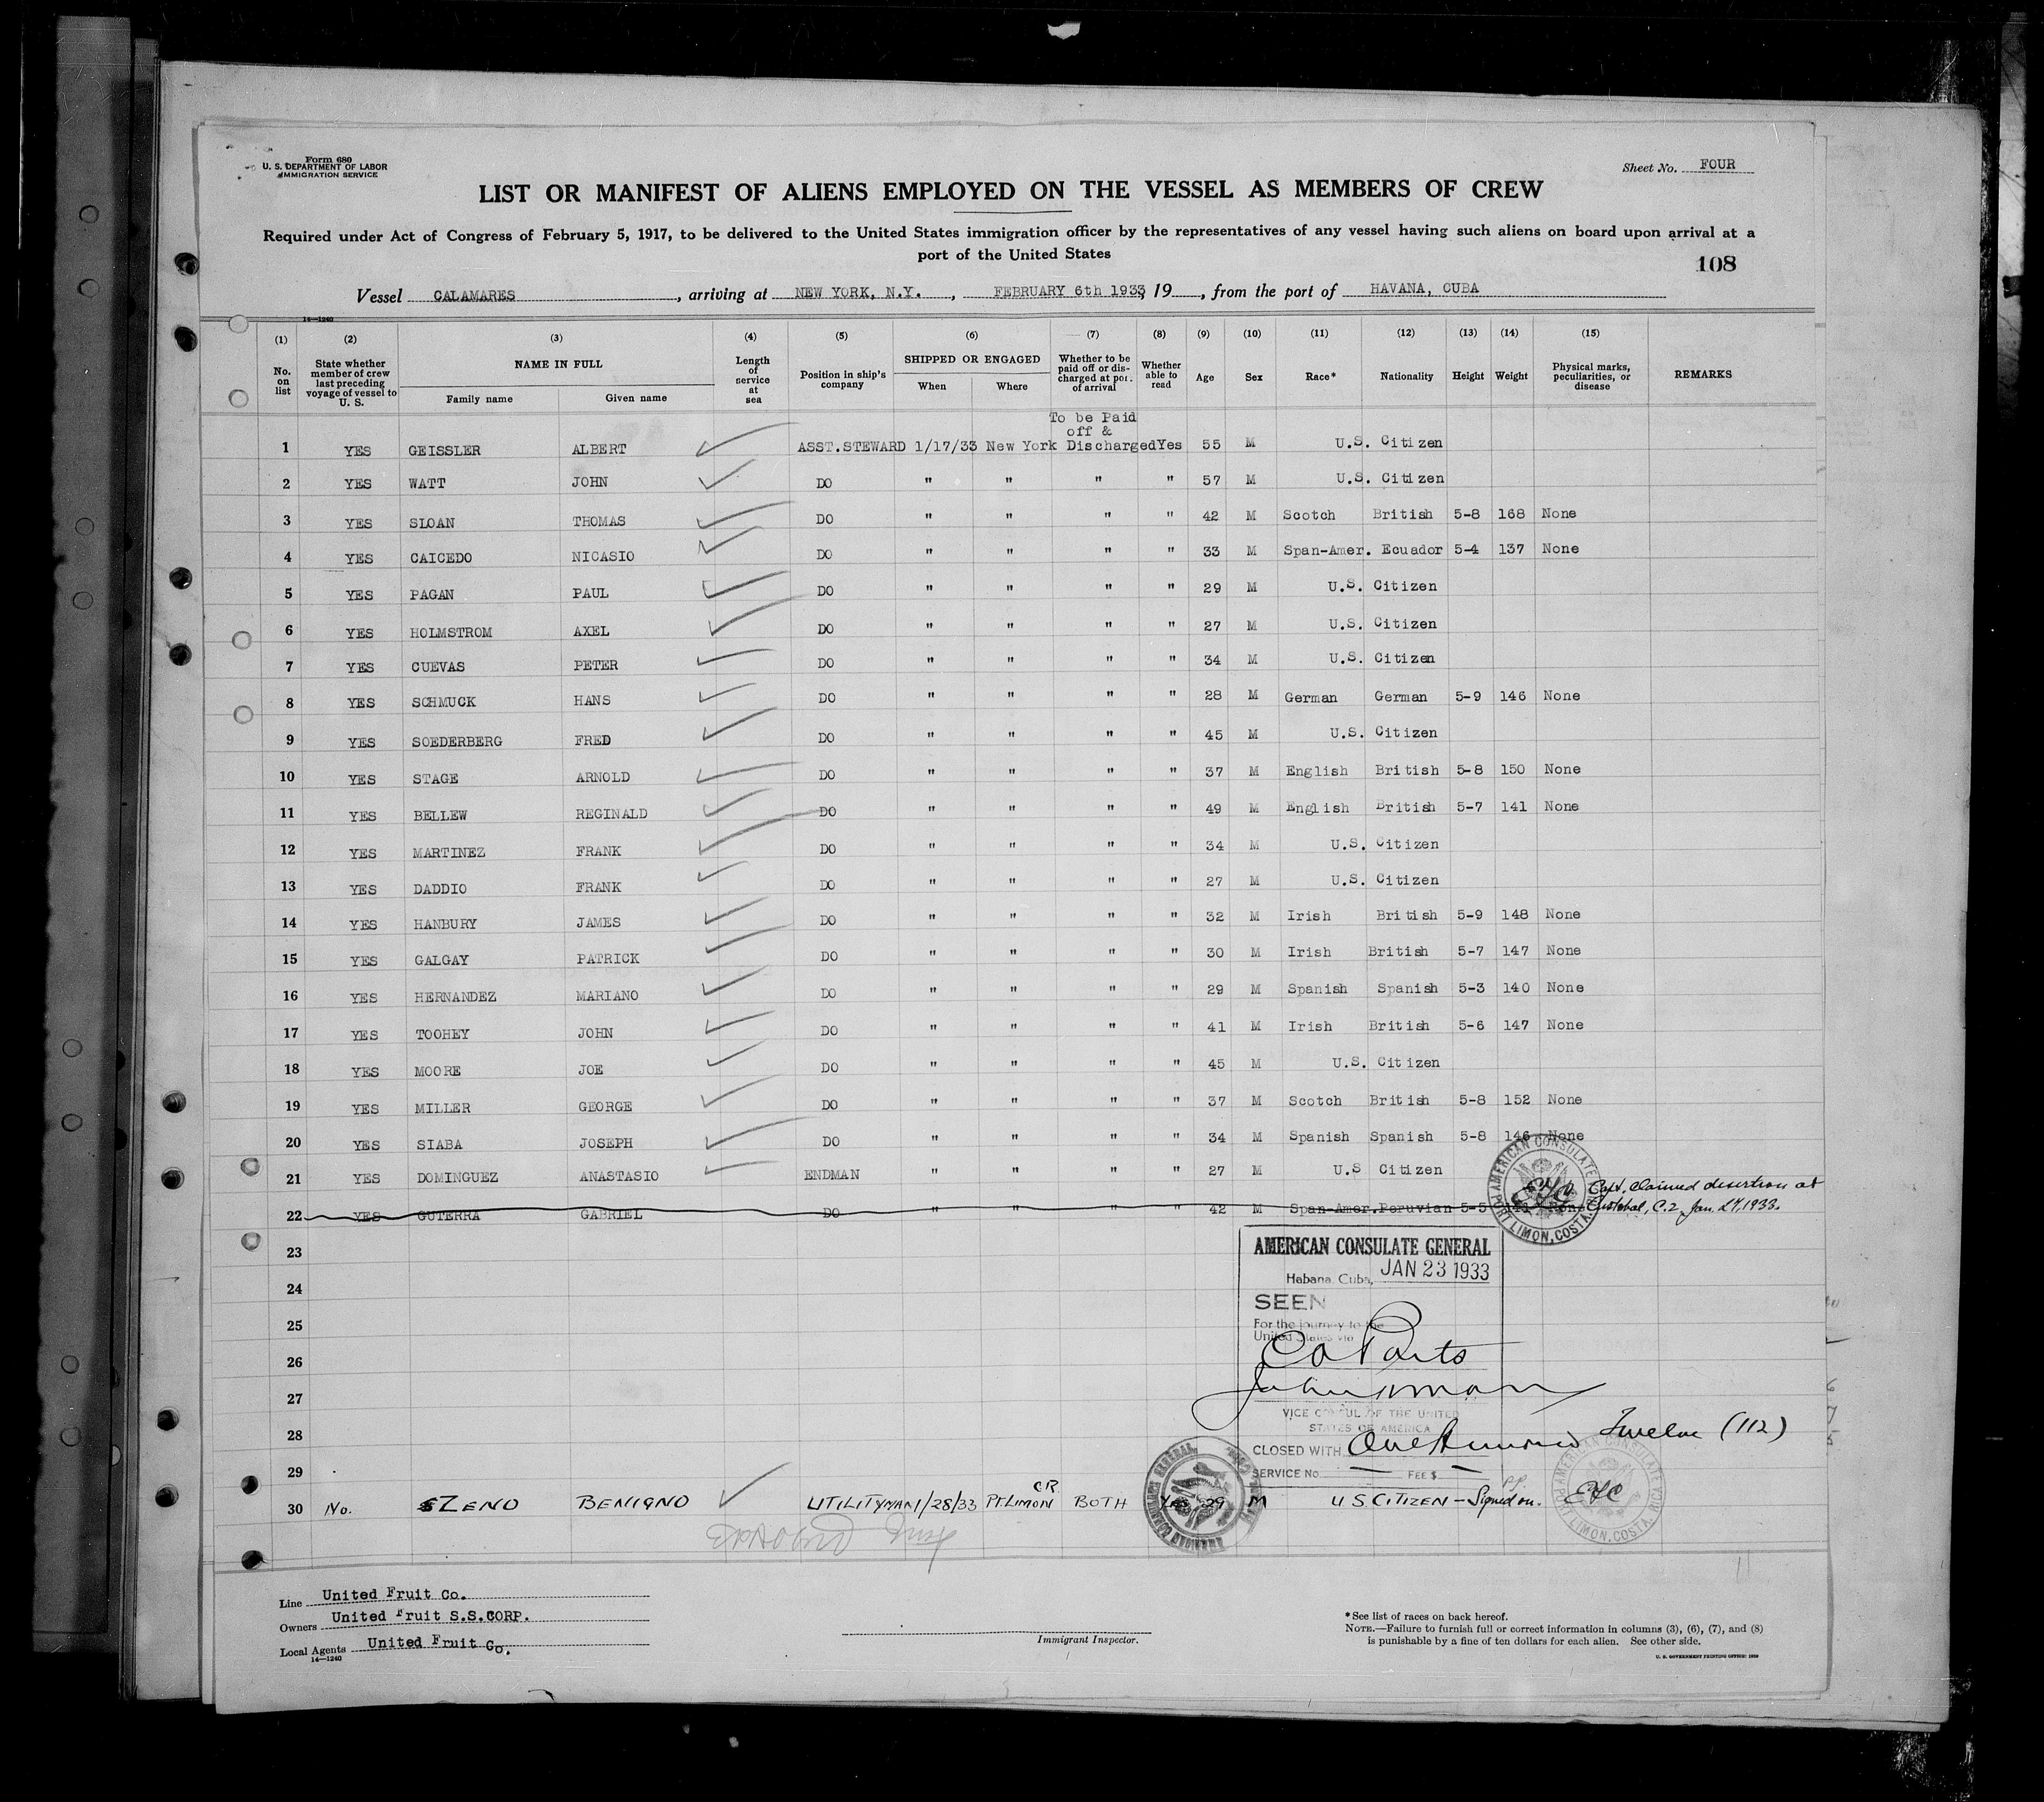 Form 680
U. S. DEPARTMENT OF LABOR
IMMIGRATION SERVICE
Sheet No. FOUR
LIST OR MANIFEST OF ALIENS EMPLOYED ON THE VESSEL AS MEMBERS OF CREW
Required under Act of Congress of February 5, 1917, to be delivered to the United States immigration officer by the representatives of any vessel having such aliens on board upon arrival at a
port of the United States
108
Vessel CALAMARES, arriving at NEW YORK, N.Y., FEBRUARY 6th 1933, 19, from the port of HAVANA, CUBA
14—1240
(1) (2) (3) (4) (5) (6) (7) (8) (9) (10) (11) (12) (13) (14) (15)
No. on list
State whether member of crew last preceding voyage of vessel to U. S.
NAME IN FULL
Family name
Given name
Length of service at sea
Position in ship's company
SHIPPED OR ENGAGED
When
Where
Whether to be paid off or discharged at port of arrival
Whether able to read
Age
Sex
Race*
Nationality
Height
Weight
Physical marks, peculiarities, or disease
REMARKS
To be Paid
off &
1 YES GEISSLER ALBERT ASST.STEWARD 1/17/33 New York Discharged Yes 55 M U.S. Citizen
2 YES WATT JOHN DO " " " " 57 M U.S. Citizen
3 YES SLOAN THOMAS DO " " " " 42 M Scotch British 5-8 168 None
4 YES CAICEDO NICASIO DO " " " " 33 M Span-Amer. Ecuador 5-4 137 None
5 YES PAGAN PAUL DO " " " " 29 M U.S. Citizen
6 YES HOLMSTROM AXEL DO " " " " 27 M U.S. Citizen
7 YES CUEVAS PETER DO " " " " 34 M U.S. Citizen
8 YES SCHMUCK HANS DO " " " " 28 M German German 5-9 146 None
9 YES SOEDERBERG FRED DO " " " " 45 M U.S. Citizen
10 YES STAGE ARNOLD DO " " " " 37 M English British 5-8 150 None
11 YES BELLEW REGINALD DO " " " " 49 M English British 5-7 141 None
12 YES MARTINEZ FRANK DO " " " " 34 M U.S. Citizen
13 YES DADDIO FRANK DO " " " " 27 M U.S. Citizen
14 YES HANBURY JAMES DO " " " " 32 M Irish British 5-9 148 None
15 YES GALGAY PATRICK DO " " " " 30 M Irish British 5-7 147 None
16 YES HERNANDEZ MARIANO DO " " " " 29 M Spanish Spanish 5-3 140 None
17 YES TOOHEY JOHN DO " " " " 41 M Irish British 5-6 147 None
18 YES MOORE JOE DO " " " " 45 M U.S. Citizen
19 YES MILLER GEORGE DO " " " " 37 M Scotch British 5-8 152 None
20 YES SIABA JOSEPH DO " " " " 34 M Spanish Spanish 5-8 146 None
21 YES DOMINGUEZ ANASTASIO ENDMAN " " " " 27 M U.S Citizen
22 YES GUTERRA GABRIEL DO " " " " 42 M Span-Amer. Peruvian 5-5 None
Capt. claimed desertion at
Cristobal, C.Z. Jan. 27, 1933.
AMERICAN CONSULATE
PORT LIMON, COSTA RICA
23
24
25
26
27
28
29
AMERICAN CONSULATE GENERAL
Habana, Cuba, JAN 23 1933
SEEN
For the journey to the
United States via
CO Ports
VICE CONSUL OF THE UNITED
STATES OF AMERICA
CLOSED WITH One Hundred Twelve (112)
SERVICE No. — FEE $ —
30 No. ZENO BENIGNO UTILITYMAN 1/28/33 PT. LIMON CR BOTH Yes 29 M U S CITIZEN — Signed on.
AMERICAN CONSULATE
PORT LIMON, COSTA RICA
Line United Fruit Co.
Owners United Fruit S.S.CORP.
Local Agents United Fruit Co.
14—1240
Immigrant Inspector.
*See list of races on back hereof.
NOTE.—Failure to furnish full or correct information in columns (3), (6), (7), and (8)
is punishable by a fine of ten dollars for each alien. See other side.
U. S. GOVERNMENT PRINTING OFFICE: 1930